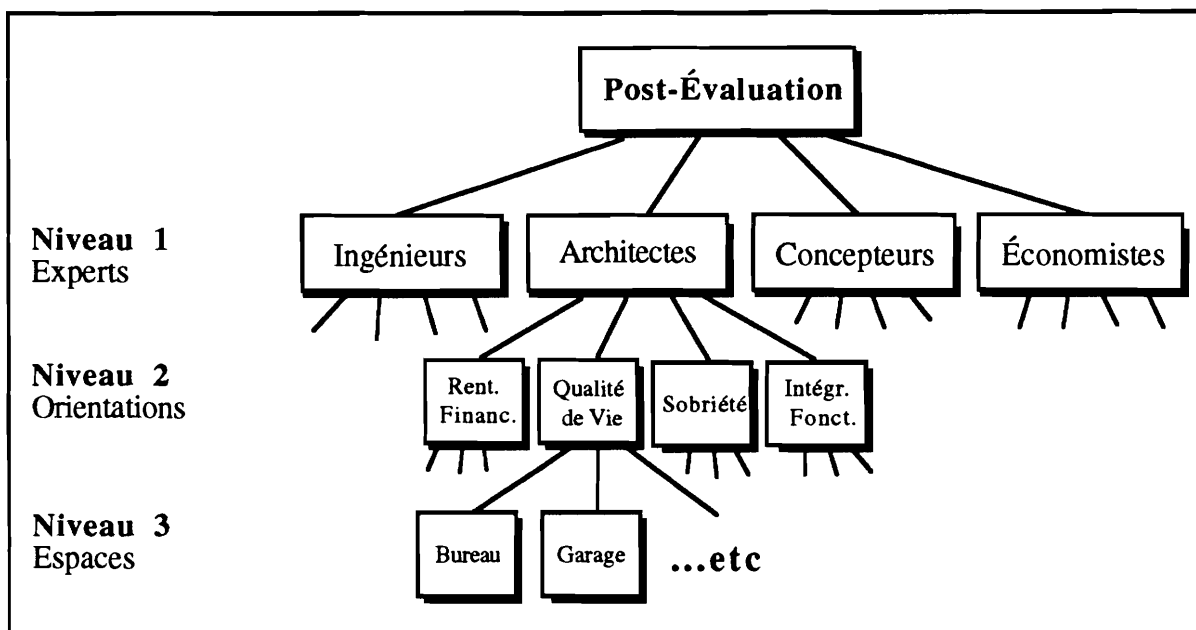 Post-Évaluation
Niveau 1
Experts
Ingénieurs
Architectes
Concepteurs
Économistes
Niveau 2
Orientations
Rent.
Financ.
Qualité
de Vie
Sobriété
Intégr.
Fonct.
Niveau 3
Espaces
Bureau
Garage
...etc